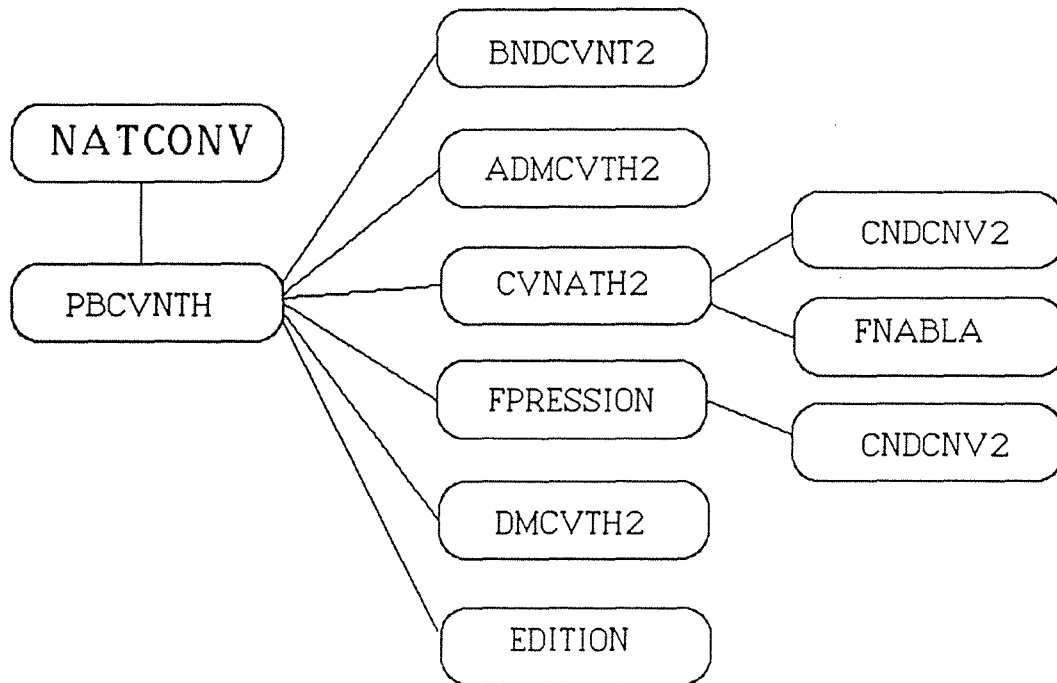 NATCONV
PBCVNTH
BNDCVNT2
ADMCVTH2
CVNATH2
FPRESSION
DMCVTH2
EDITION
CNDCNV2
FNABLA
CNDCNV2